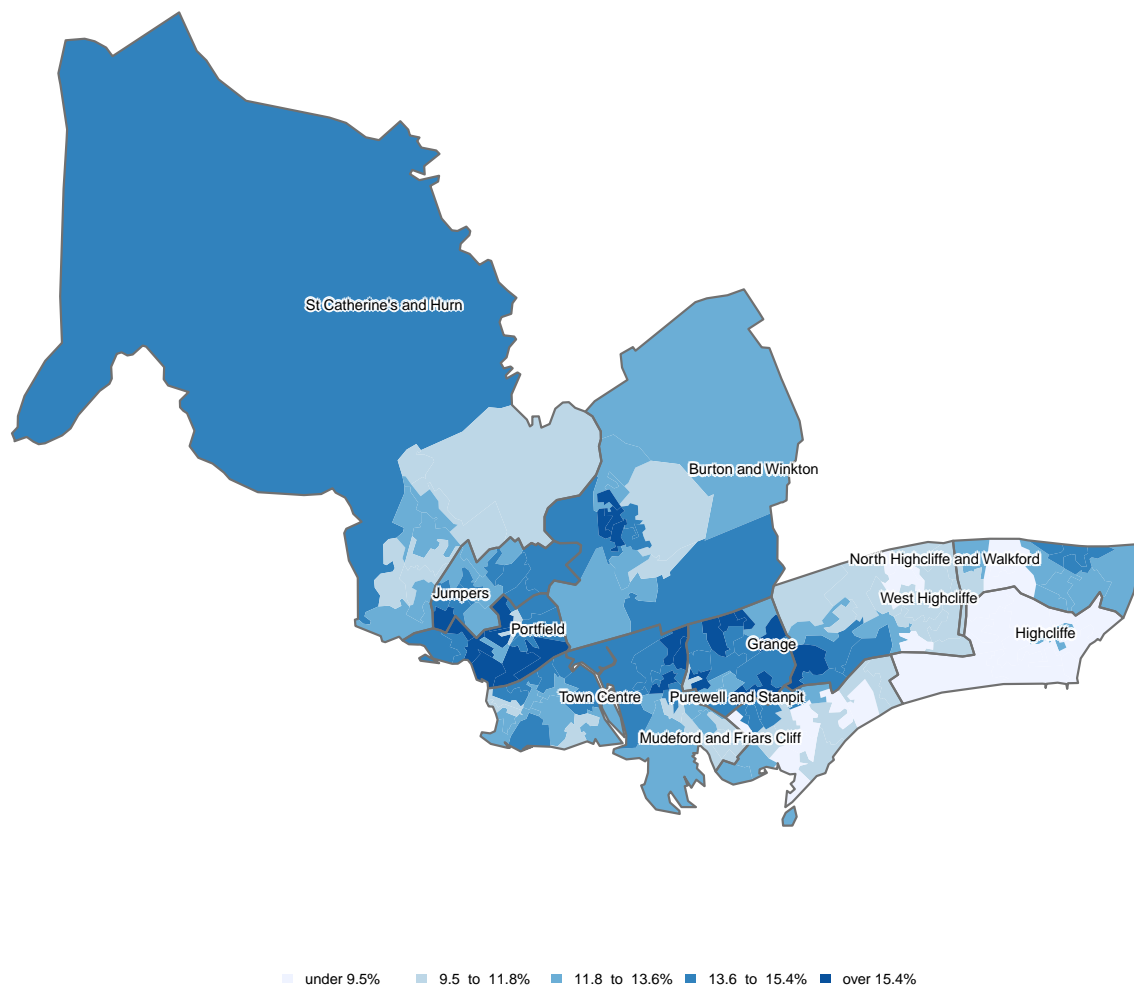 St Catherine's and Hurn
Burton and Winkton
North Highcliffe and Walkford
Jumpers
West Highcliffe
Portfield
Highcliffe
Grange
Town Centre
Purewell and Stanpit
Mudeford and Friars Cliff
under 9.5%
9.5 to 11.8%
11.8 to 13.6%
13.6 to 15.4%
over 15.4%